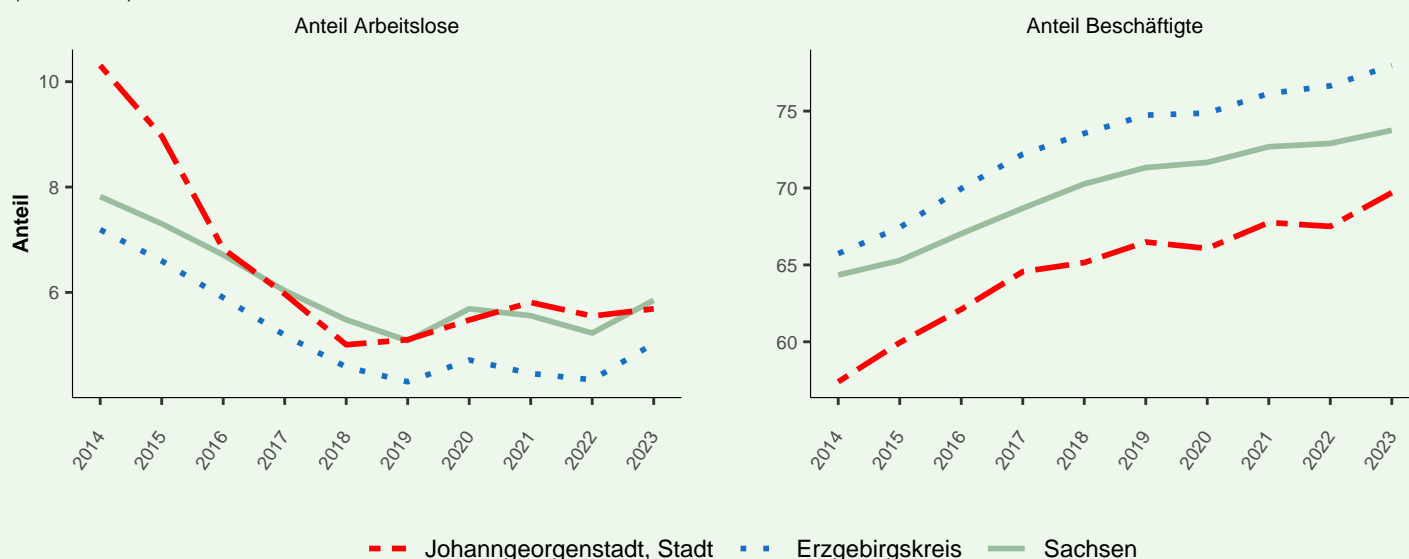 Anteil Arbeitslose
Anteil Beschäftigte
Anteil
10
8
6
2014 2015 2016 2017 2018 2019 2020 2021 2022 2023
75
70
65
60
2014 2015 2016 2017 2018 2019 2020 2021 2022 2023
Johanngeorgenstadt, Stadt Erzgebirgskreis Sachsen